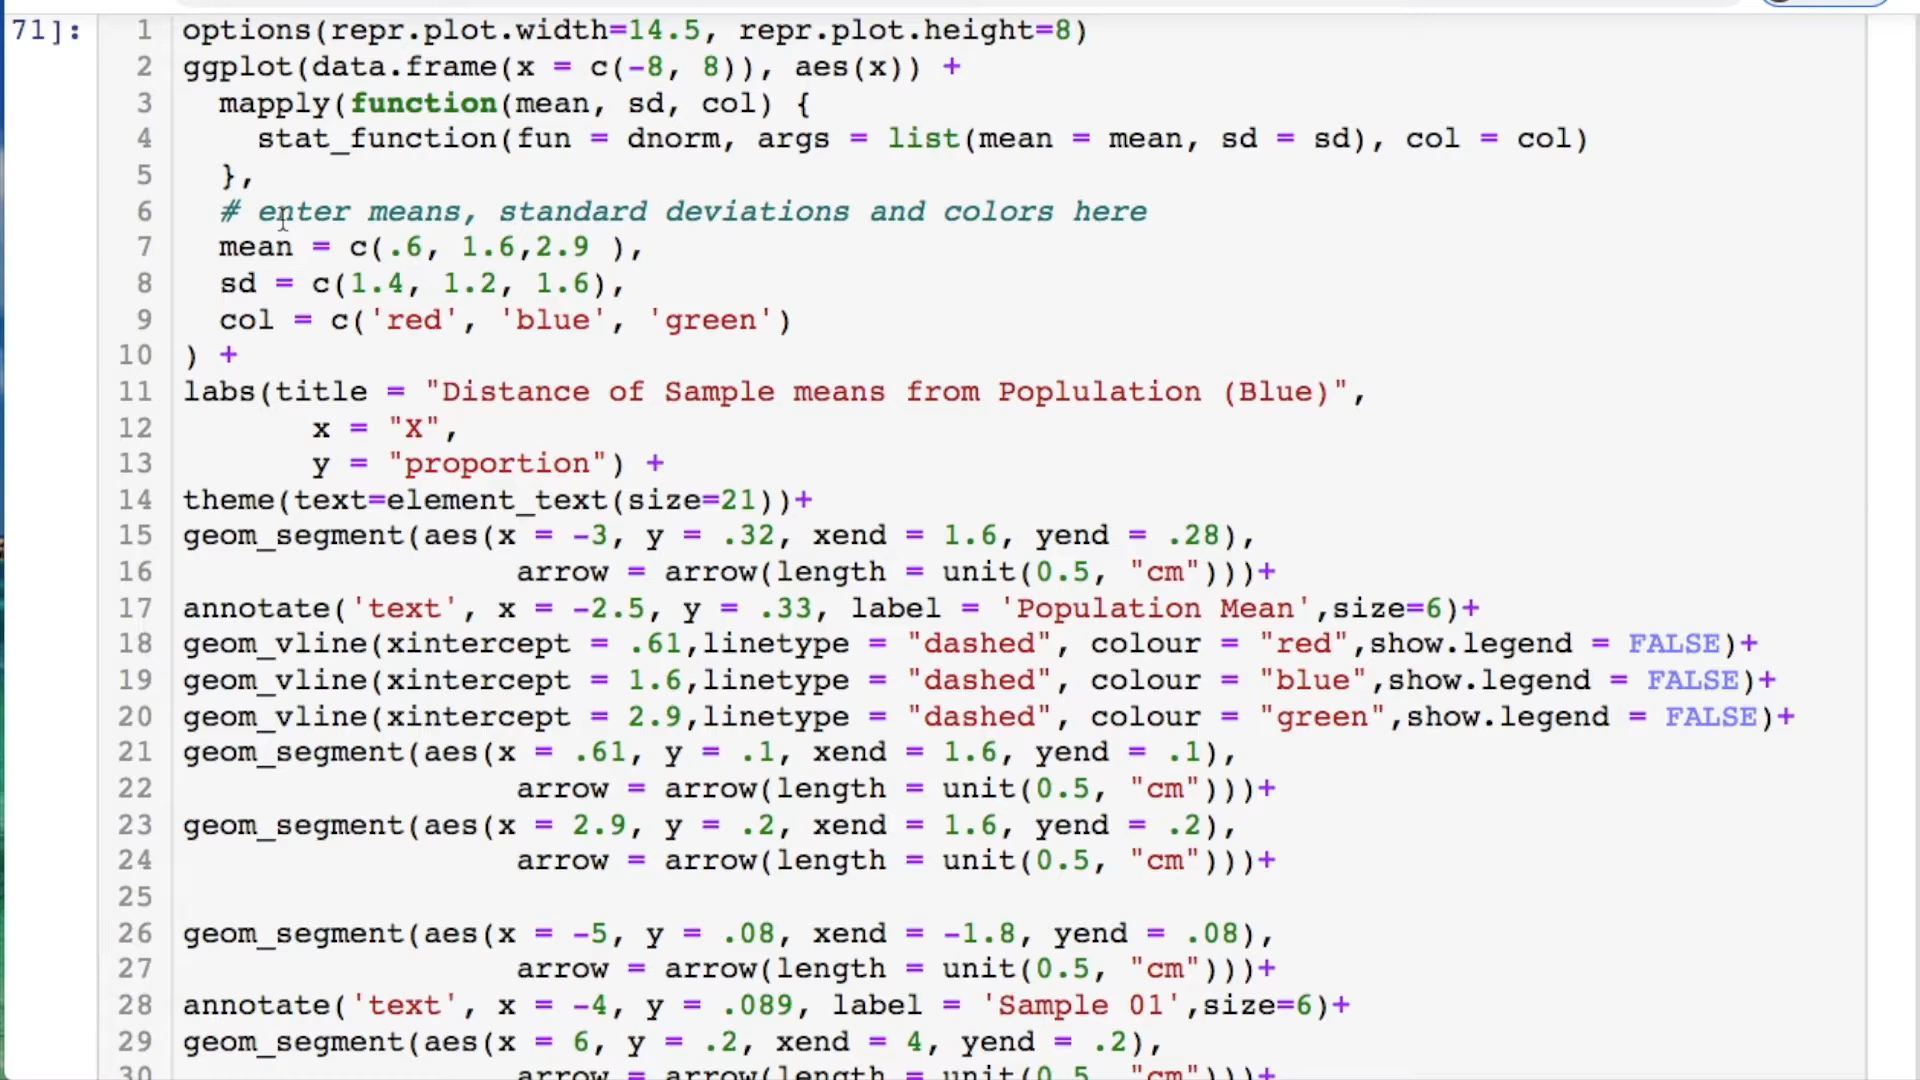 71]:
1 options(repr.plot.width=14.5, repr.plot.height=8)
2 ggplot(data.frame(x = c(-8, 8)), aes(x)) +
3   mapply(function(mean, sd, col) {
4     stat_function(fun = dnorm, args = list(mean = mean, sd = sd), col = col)
5   },
6   # enter means, standard deviations and colors here
7   mean = c(.6, 1.6,2.9 ),
8   sd = c(1.4, 1.2, 1.6),
9   col = c('red', 'blue', 'green')
10 ) +
11 labs(title = "Distance of Sample means from Poplulation (Blue)",
12        x = "X",
13        y = "proportion") +
14 theme(text=element_text(size=21))+
15 geom_segment(aes(x = -3, y = .32, xend = 1.6, yend = .28),
16                   arrow = arrow(length = unit(0.5, "cm")))+
17 annotate('text', x = -2.5, y = .33, label = 'Population Mean',size=6)+
18 geom_vline(xintercept = .61,linetype = "dashed", colour = "red",show.legend = FALSE)+
19 geom_vline(xintercept = 1.6,linetype = "dashed", colour = "blue",show.legend = FALSE)+
20 geom_vline(xintercept = 2.9,linetype = "dashed", colour = "green",show.legend = FALSE)+
21 geom_segment(aes(x = .61, y = .1, xend = 1.6, yend = .1),
22                   arrow = arrow(length = unit(0.5, "cm")))+
23 geom_segment(aes(x = 2.9, y = .2, xend = 1.6, yend = .2),
24                   arrow = arrow(length = unit(0.5, "cm")))+
25
26 geom_segment(aes(x = -5, y = .08, xend = -1.8, yend = .08),
27                   arrow = arrow(length = unit(0.5, "cm")))+
28 annotate('text', x = -4, y = .089, label = 'Sample 01',size=6)+
29 geom_segment(aes(x = 6, y = .2, xend = 4, yend = .2),
30                   arrow = arrow(length = unit(0.5, "cm")))+